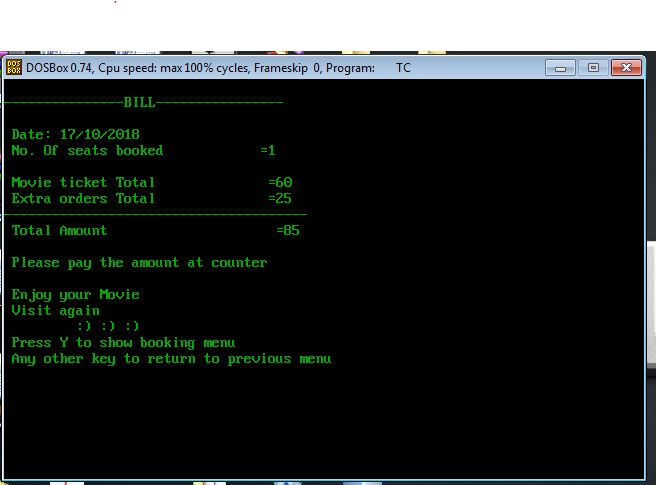 DOSBox 0.74, Cpu speed: max 100% cycles, Frameskip 0, Program: TC
---------------BILL----------------
Date: 17/10/2018
No. Of seats booked =1
Movie ticket Total =60
Extra orders Total =25
--------------------------------------
Total Amount =85
Please pay the amount at counter
Enjoy your Movie
Visit again
:) :) :)
Press Y to show booking menu
Any other key to return to previous menu